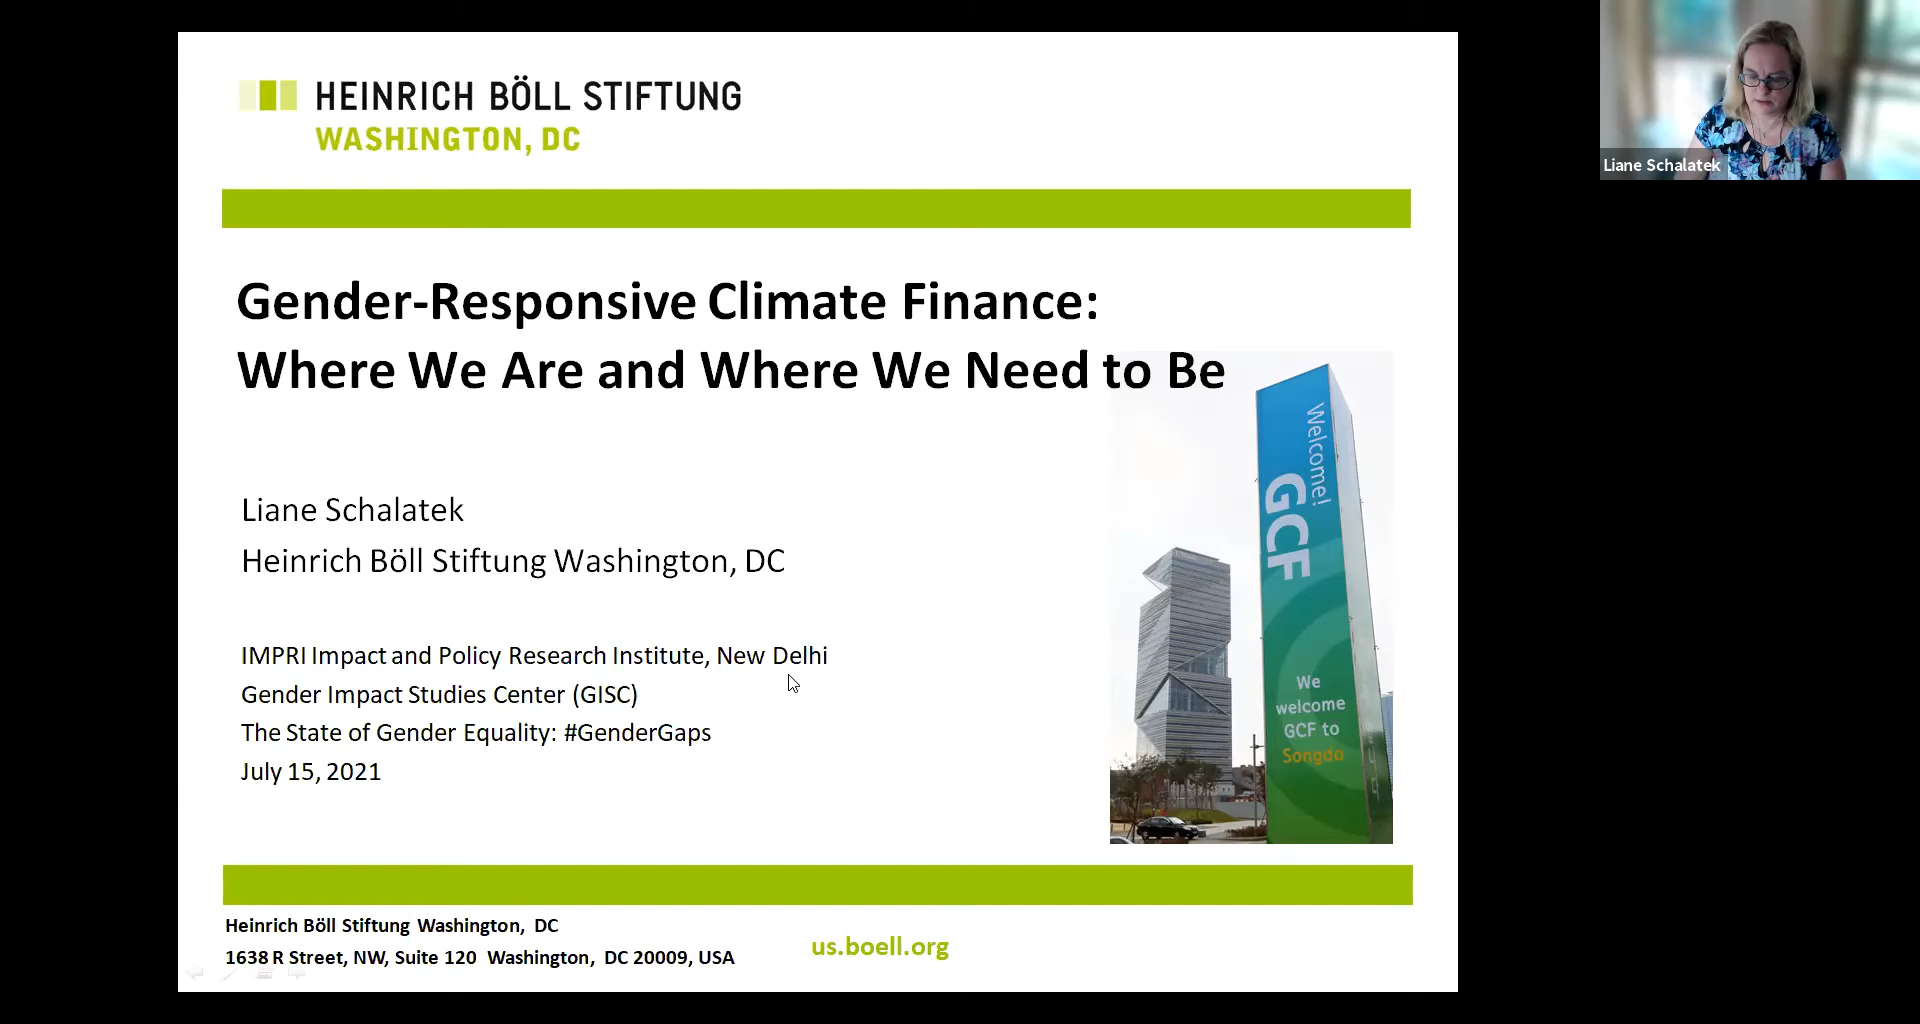 HEINRICH BÖLL STIFTUNG
WASHINGTON, DC
Liane Schalatek
Gender-Responsive Climate Finance:
Where We Are and Where We Need to Be
Liane Schalatek
Heinrich Böll Stiftung Washington, DC
IMPRI Impact and Policy Research Institute, New Delhi
Gender Impact Studies Center (GISC)
The State of Gender Equality: #GenderGaps
July 15, 2021
Welcome!
GCF
We
welcome
GCF to
Songdo
Heinrich Böll Stiftung Washington, DC
1638 R Street, NW, Suite 120 Washington, DC 20009, USA
us.boell.org